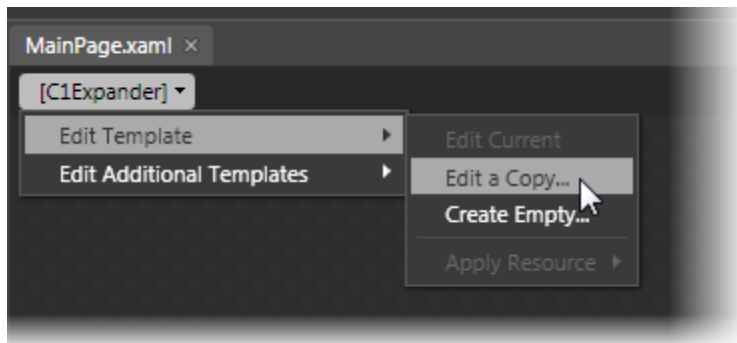 MainPage.xaml ×
[C1Expander]
Edit Template
Edit Current
Edit Additional Templates
Edit a Copy...
Create Empty...
Apply Resource